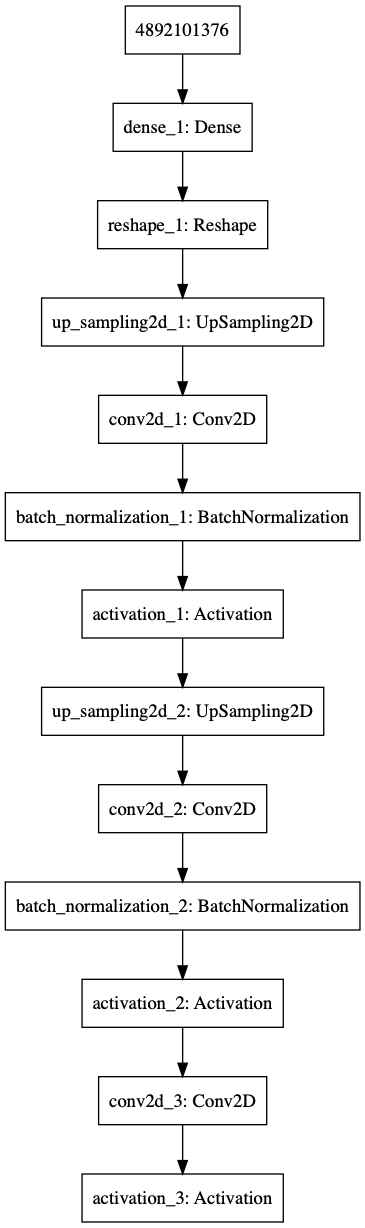 4892101376
dense_1: Dense
reshape_1: Reshape
up_sampling2d_1: UpSampling2D
conv2d_1: Conv2D
batch_normalization_1: BatchNormalization
activation_1: Activation
up_sampling2d_2: UpSampling2D
conv2d_2: Conv2D
batch_normalization_2: BatchNormalization
activation_2: Activation
conv2d_3: Conv2D
activation_3: Activation